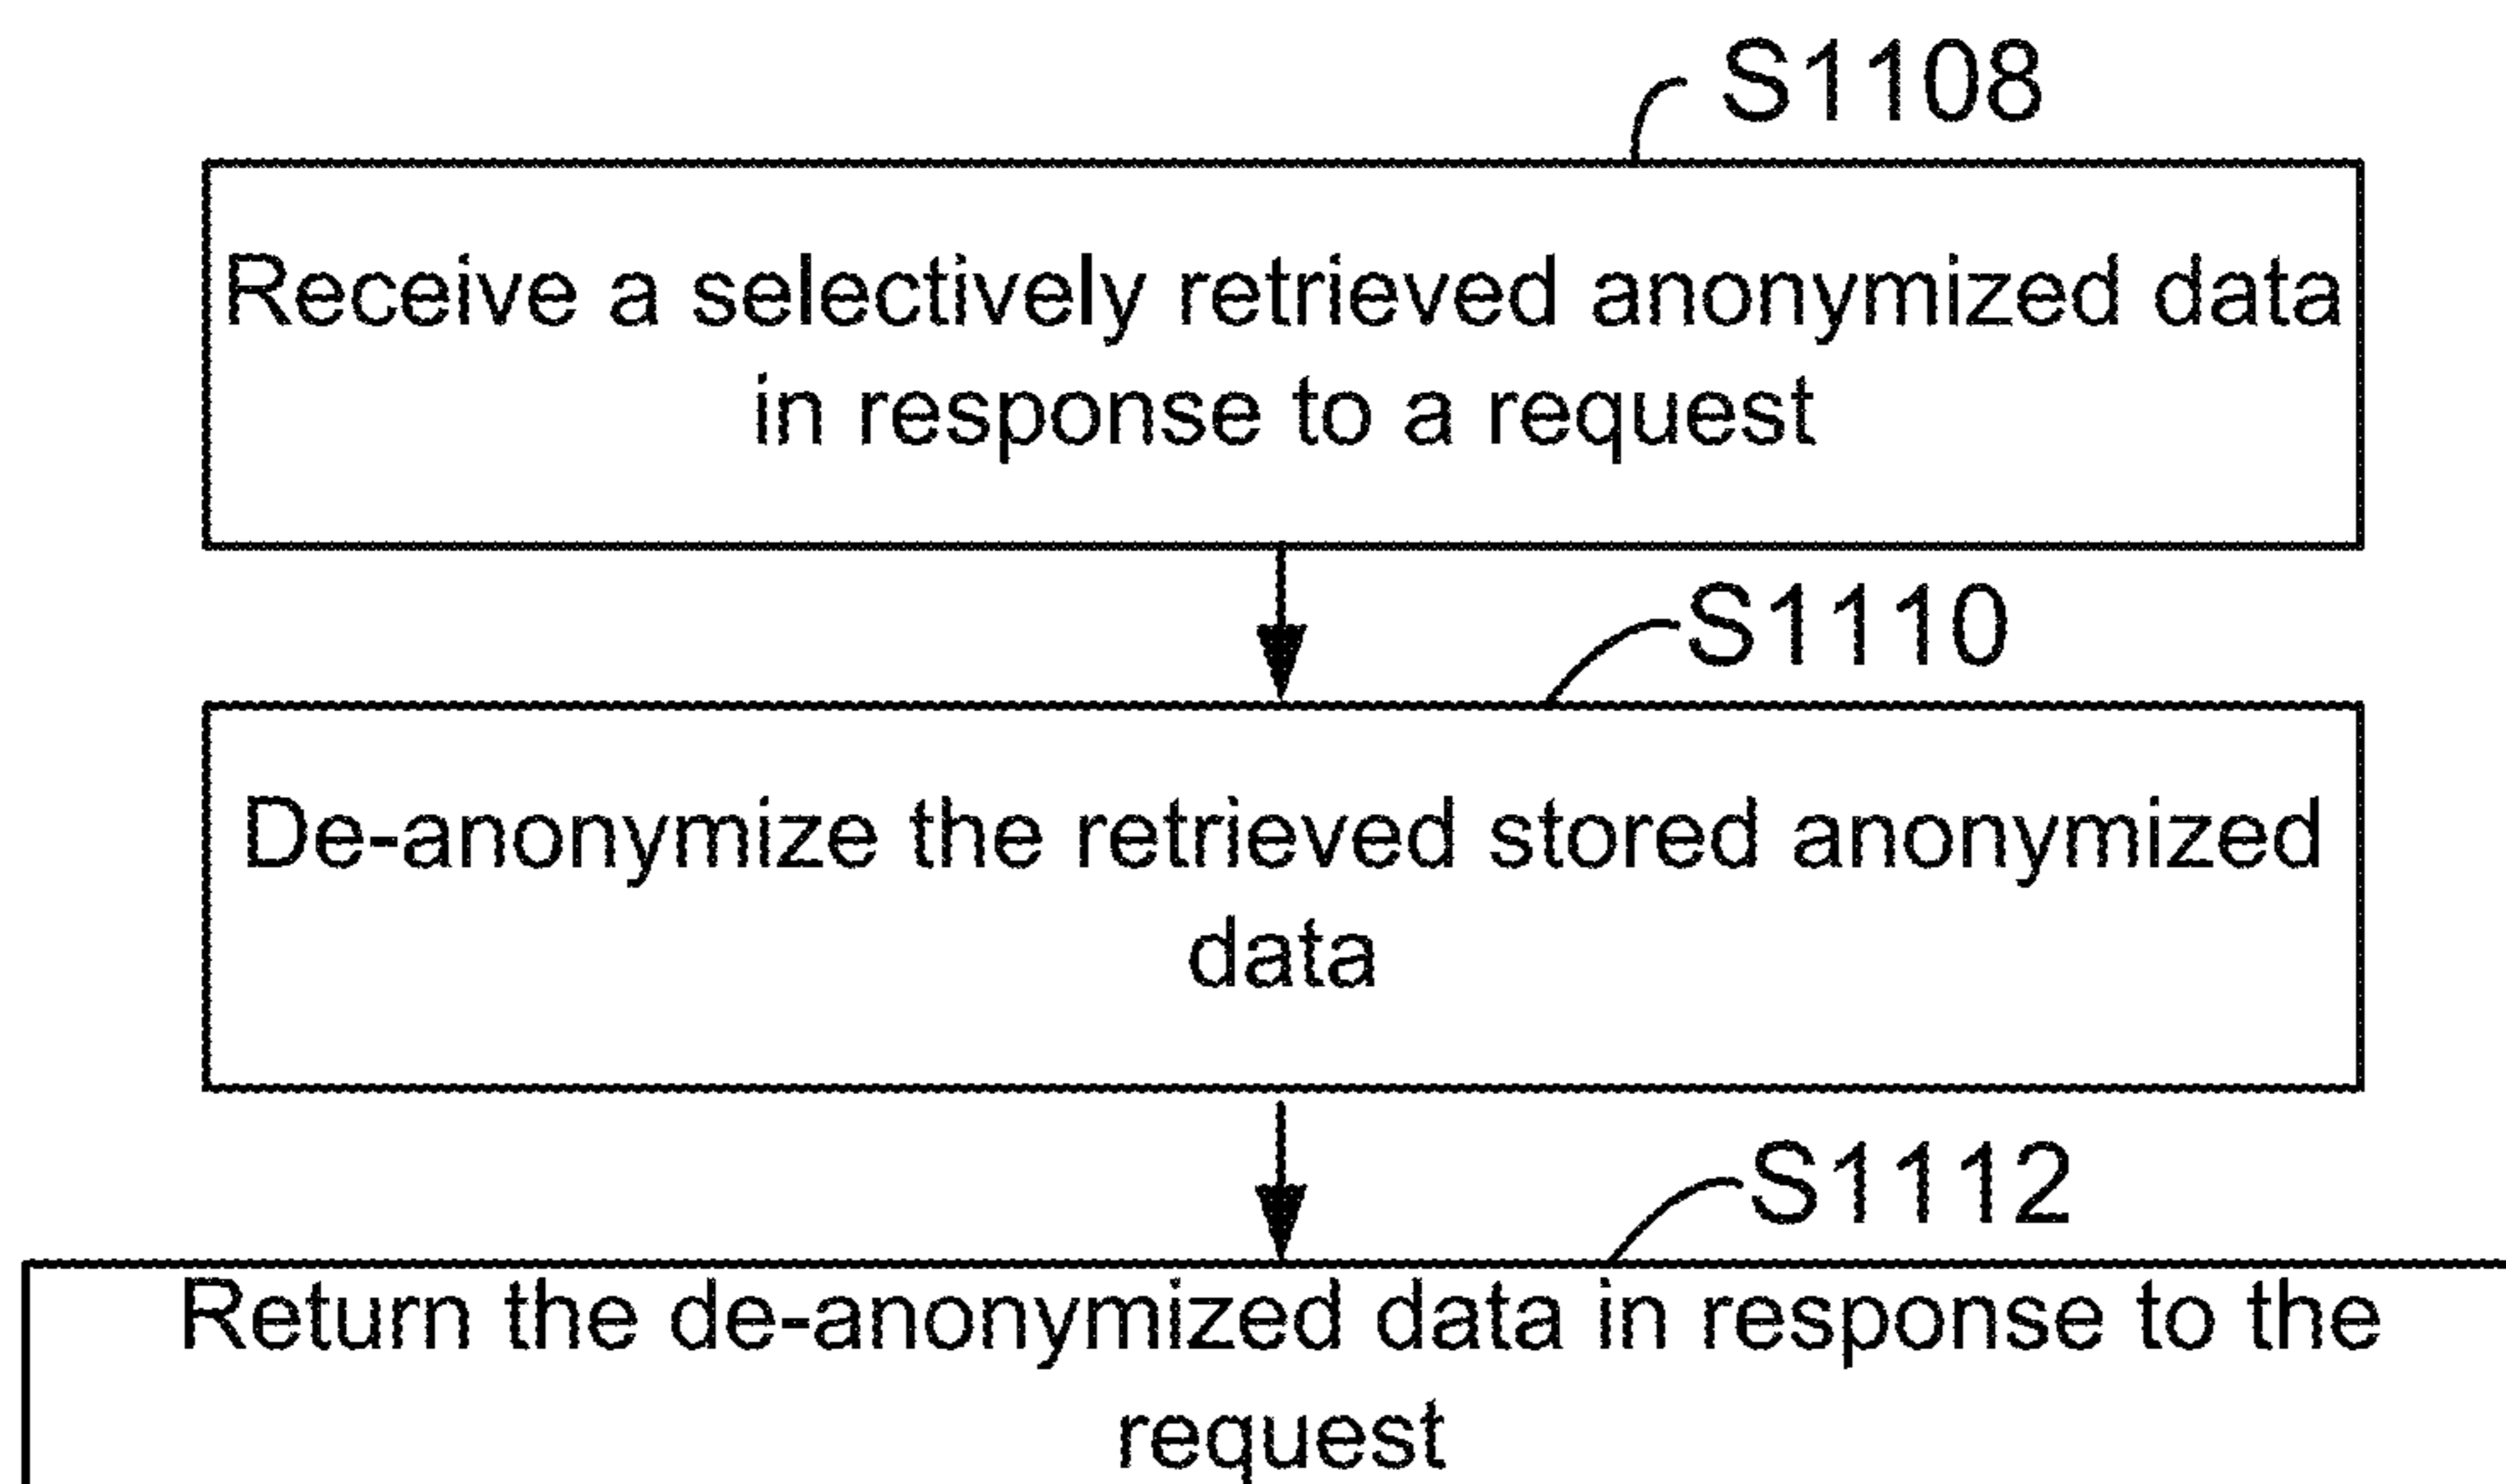 S1108
Receive a selectively retrieved anonymized data
in response to a request
S1110
De-anonymize the retrieved stored anonymized
data
S1112
Return the de-anonymized data in response to the
request